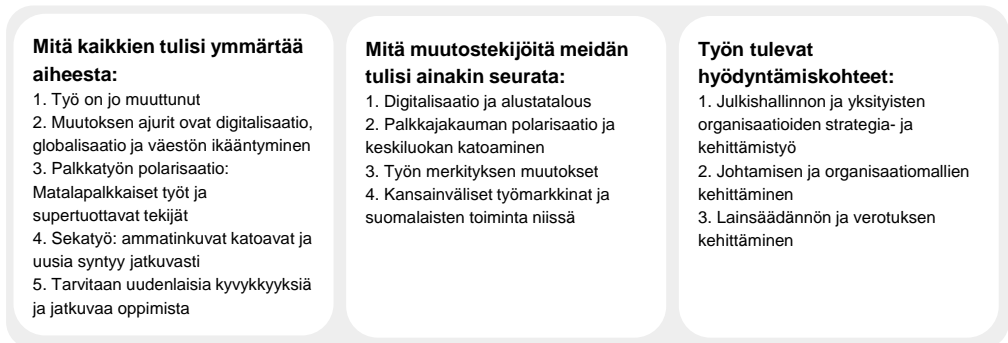 Mitä kaikkien tulisi ymmärtää
aiheesta:
1. Työ on jo muuttunut
2. Muutoksen ajurit ovat digitalisaatio,
globalisaatio ja väestön ikääntyminen
3. Palkkatyön polarisaatio:
Matalapalkkaiset työt ja
supertuottavat tekijät
4. Sekatyö: ammatinkuvat katoavat ja
uusia syntyy jatkuvasti
5. Tarvitaan uudenlaisia kyvykkyyksiä
ja jatkuvaa oppimista
Mitä muutostekijöitä meidän
tulisi ainakin seurata:
1. Digitalisaatio ja alustatalous
2. Palkkajakauman polarisaatio ja
keskiluokan katoaminen
3. Työn merkityksen muutokset
4. Kansainväliset työmarkkinat ja
suomalaisten toiminta niissä
Työn tulevat
hyödyntämiskohteet:
1. Julkishallinnon ja yksityisten
organisaatioiden strategia- ja
kehittämistyö
2. Johtamisen ja organisaatiomallien
kehittäminen
3. Lainsäädännön ja verotuksen
kehittäminen